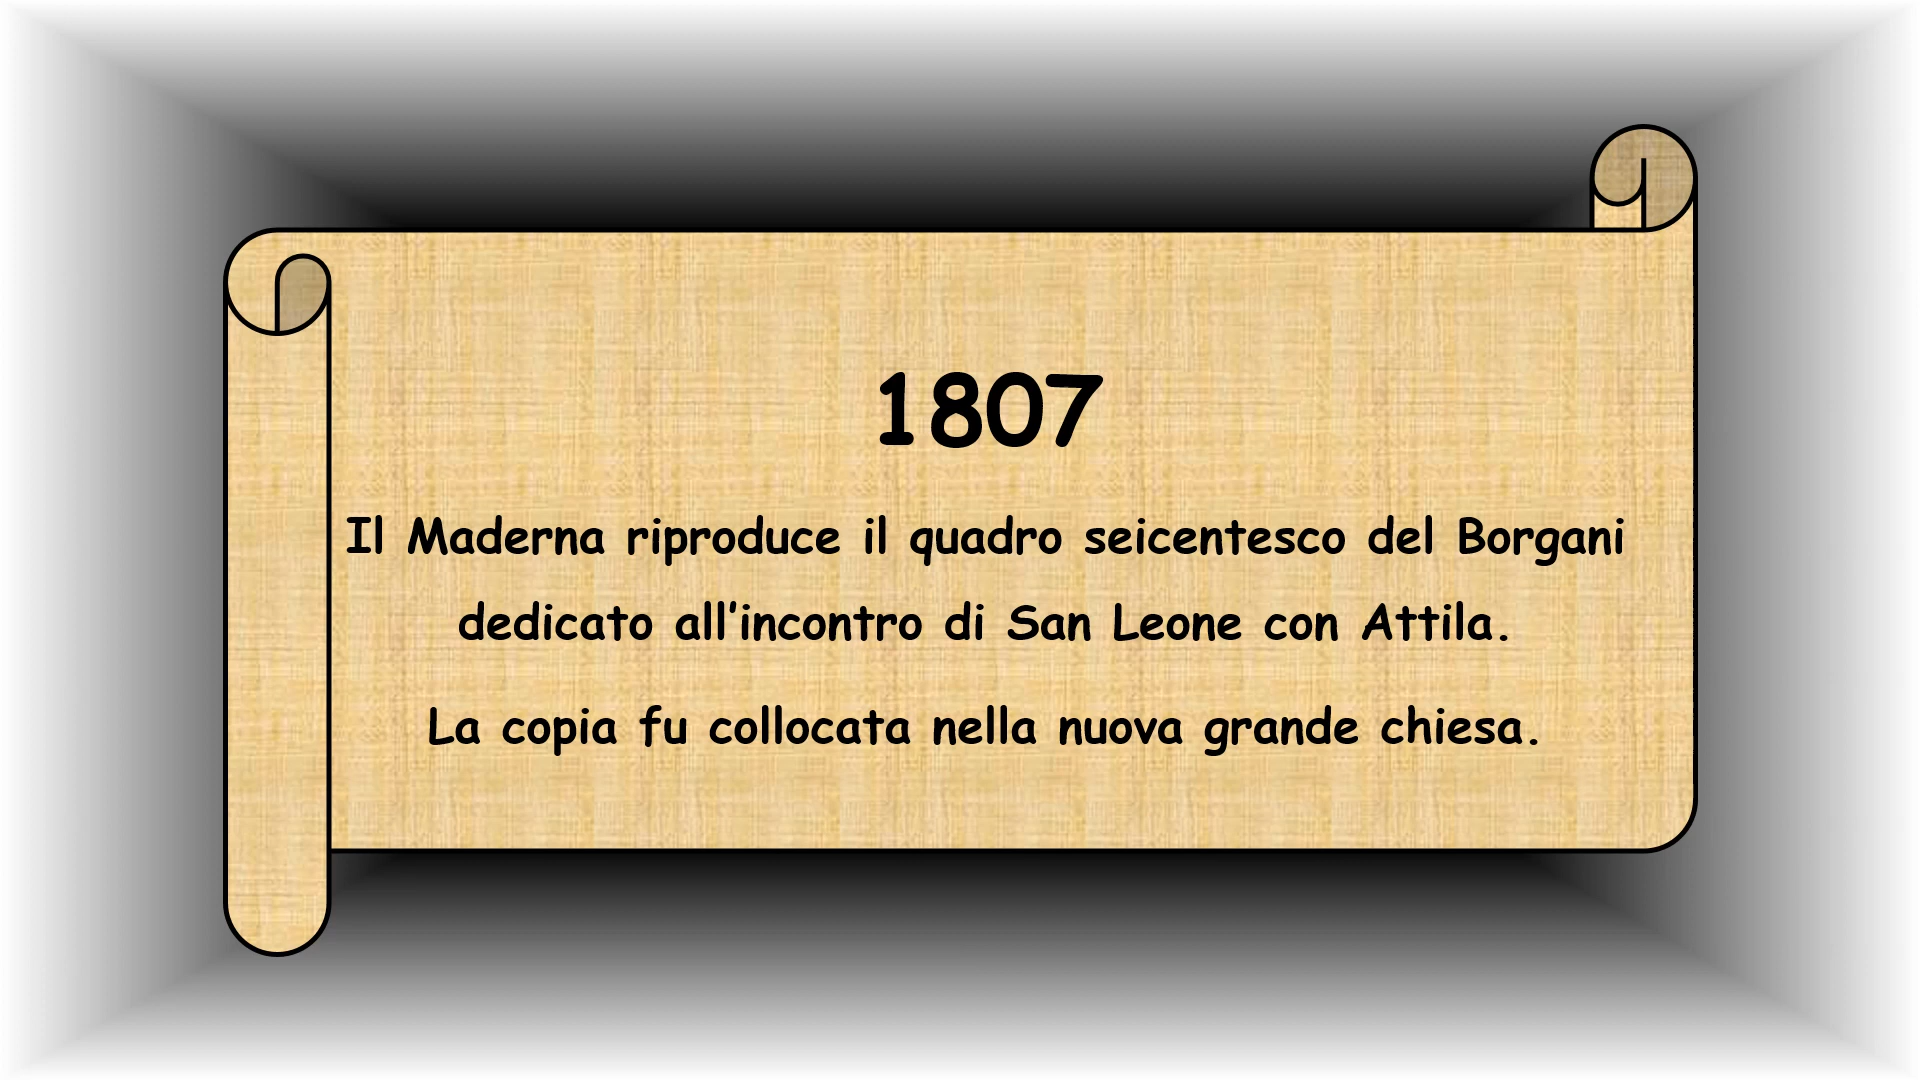 1807
Il Maderna riproduce il quadro seicentesco del Borgani
dedicato all’incontro di San Leone con Attila.
La copia fu collocata nella nuova grande chiesa.